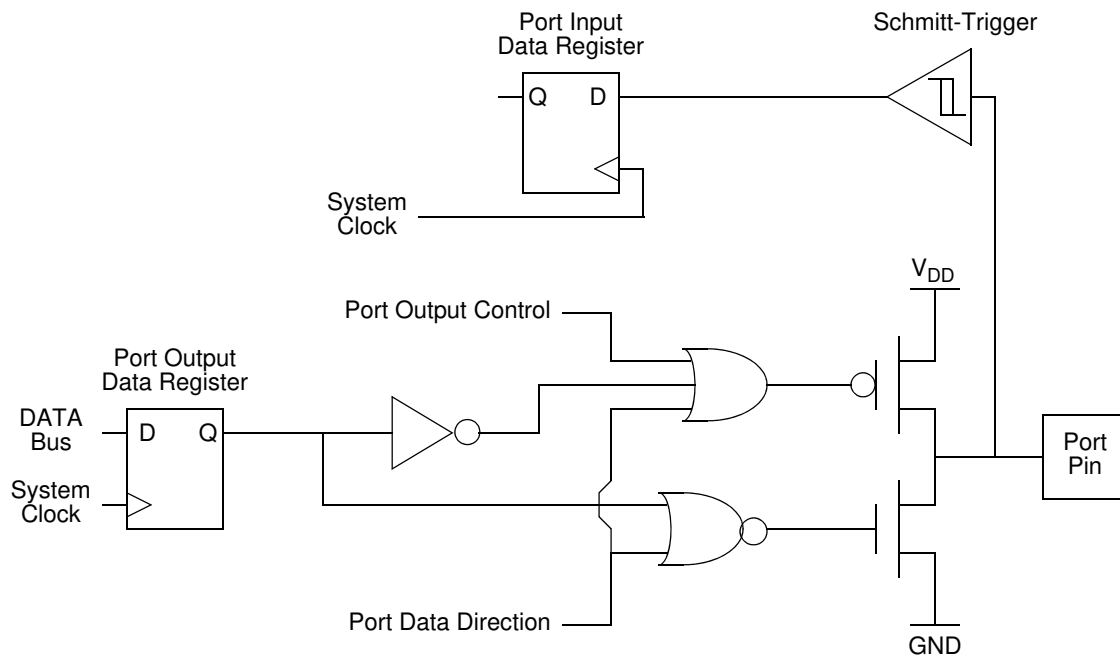 Port Input
Data Register
Schmitt-Trigger
Q
D
System
Clock
VDD
Port Output Control
Port Output
Data Register
DATA
Bus
D
Q
System
Clock
Port
Pin
Port Data Direction
GND